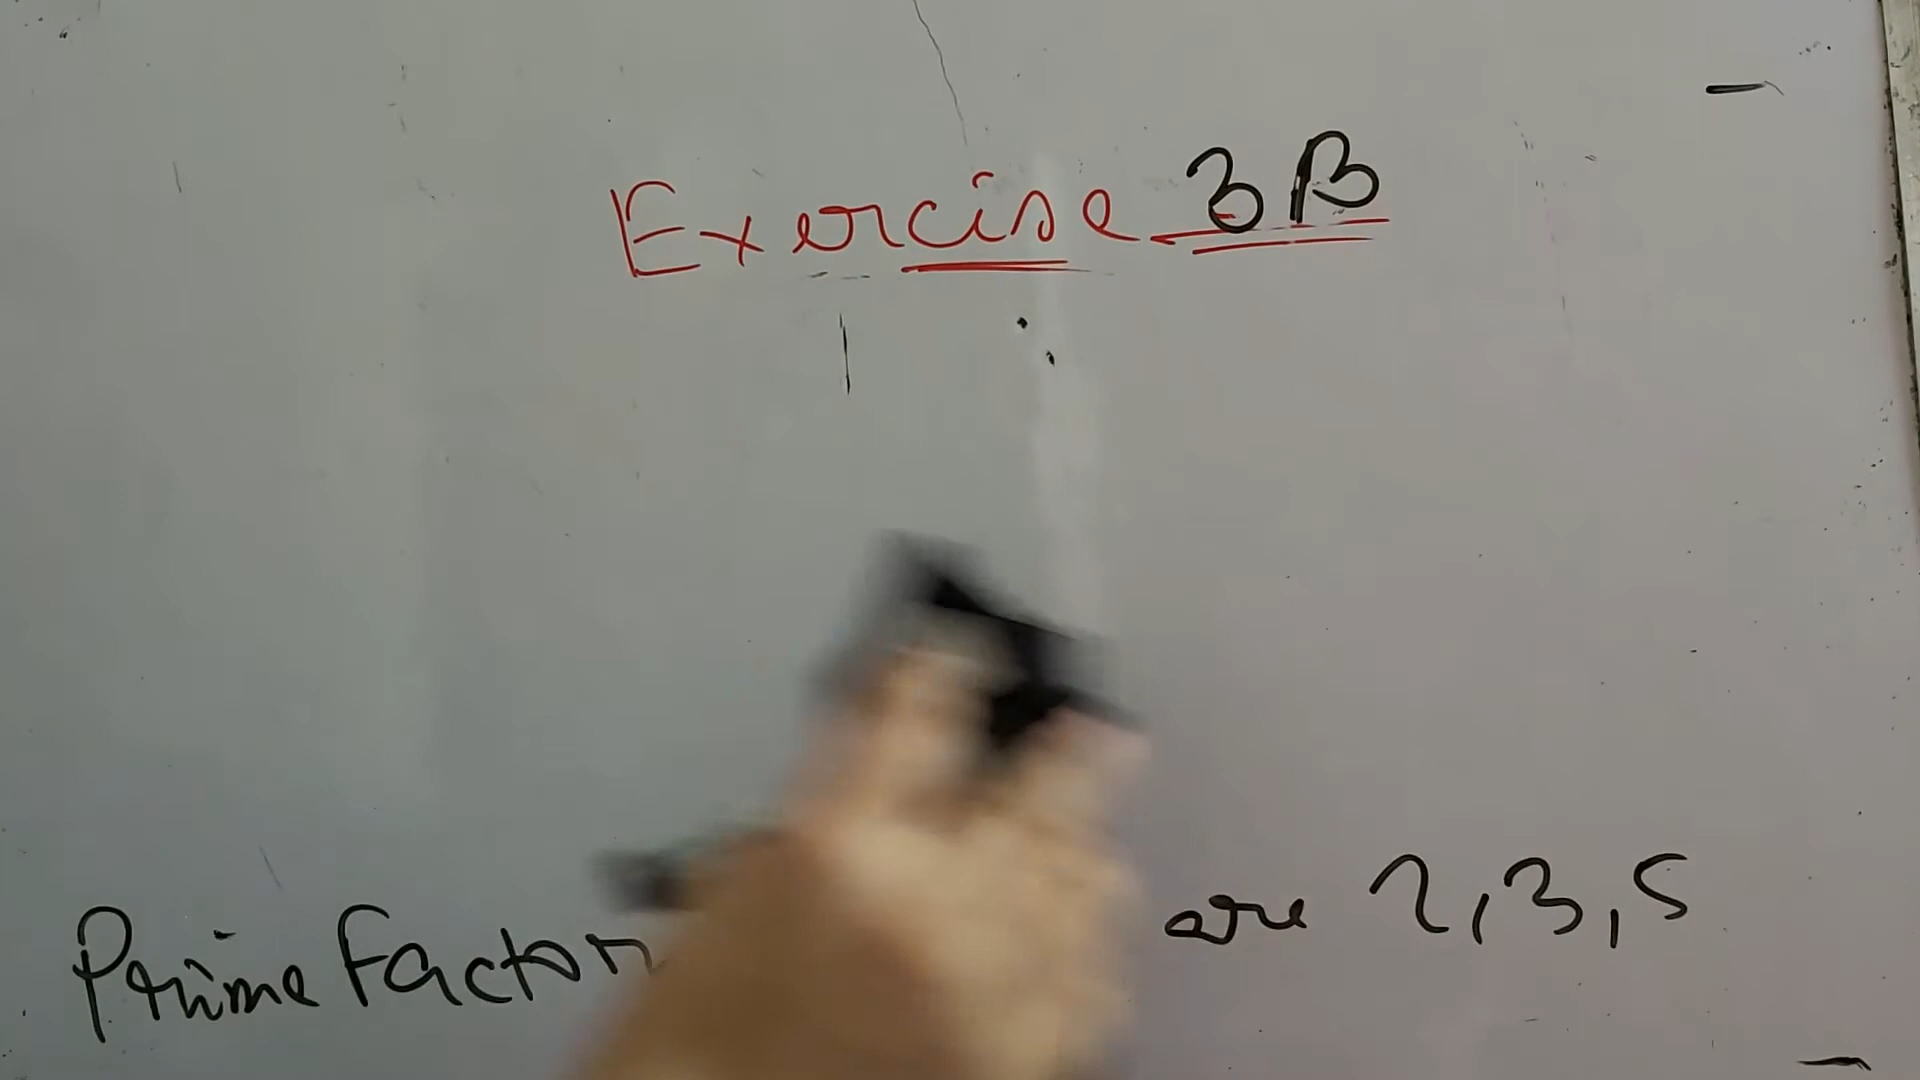 Exercise 3B
Prime Factor are 2, 3, 5